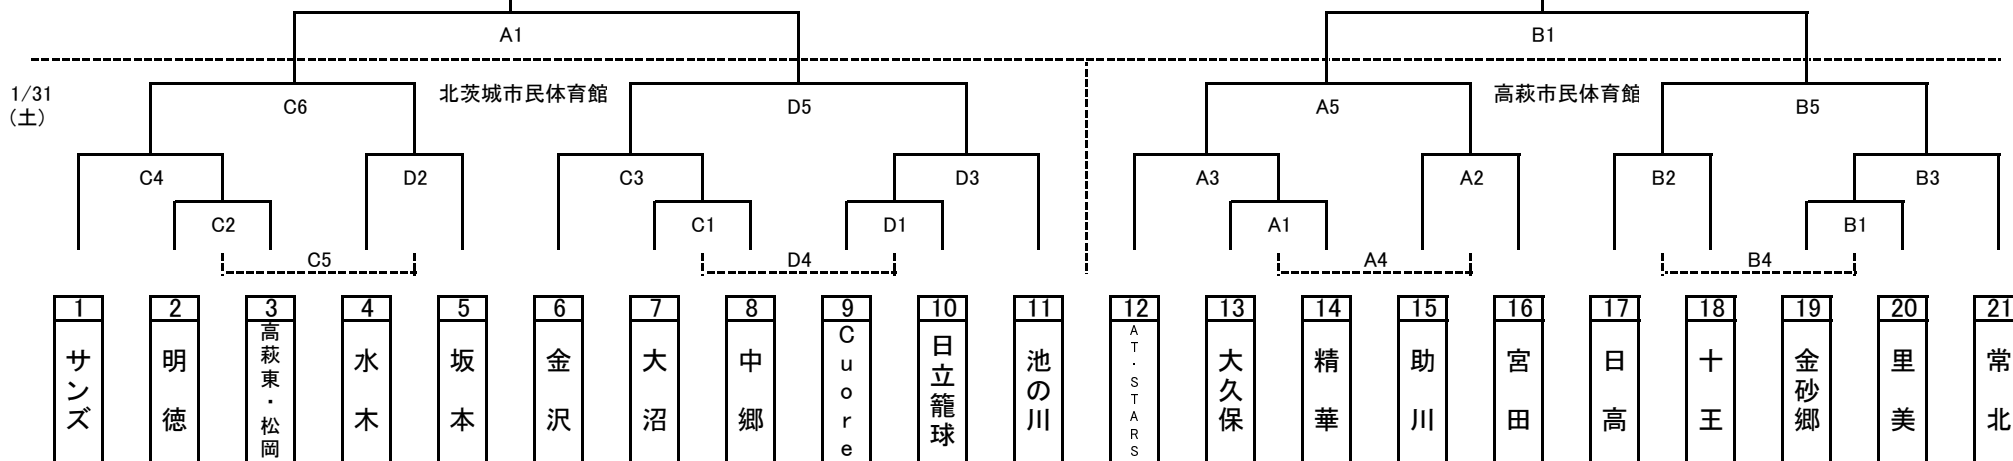 A1
B1
1/31
(土)
北茨城市民体育館
高萩市民体育館
C6
D5
A5
B5
C4
D2
C3
D3
A3
A2
B2
B3
C2
C1
D1
A1
B1
C5
D4
A4
B4
1
2
3
4
5
6
7
8
9
10
11
12
13
14
15
16
17
18
19
20
21
サンズ
明徳
高萩東・松岡
水木
坂本
金沢
大沼
中郷
Cuore
日立籠球
池の川
AT・STARS
大久保
精華
助川
宮田
日高
十王
金砂郷
里美
常北